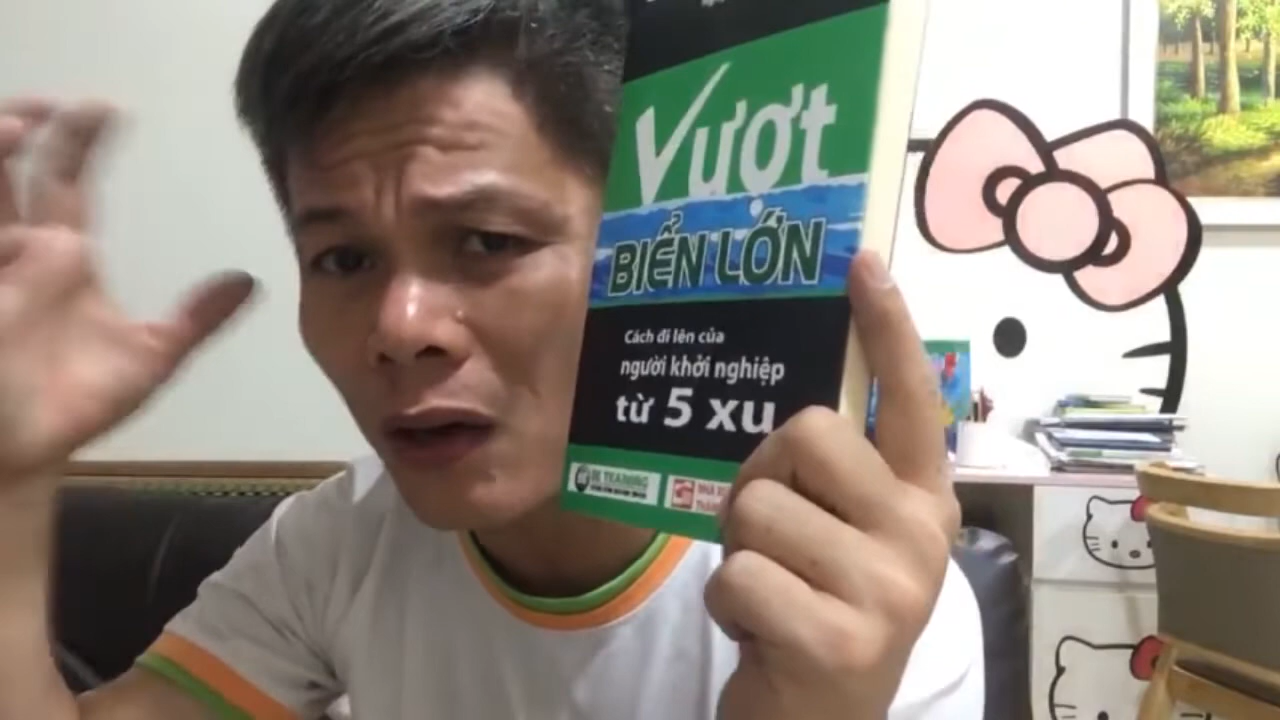 Vượt
BIỂN LỚN
Cách đi lên của
người khởi nghiệp
từ 5 xu